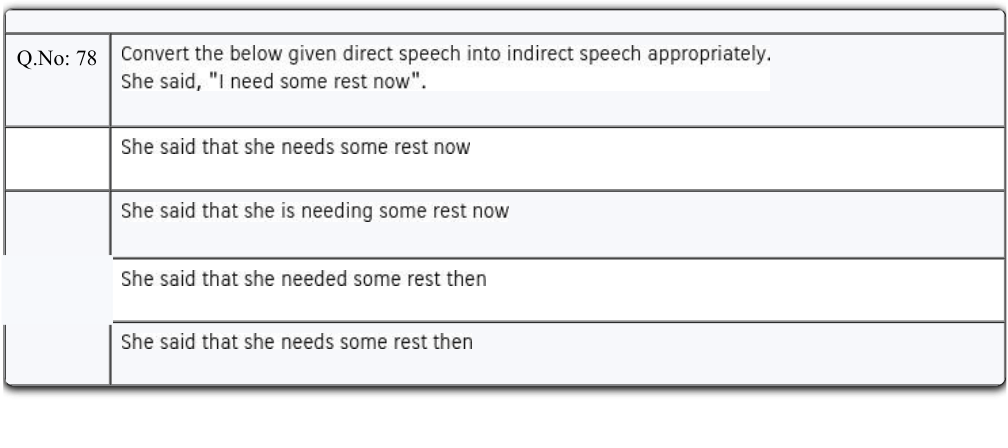 Q.No: 78
Convert the below given direct speech into indirect speech appropriately.
She said, "I need some rest now".
She said that she needs some rest now
She said that she is needing some rest now
She said that she needed some rest then
She said that she needs some rest then